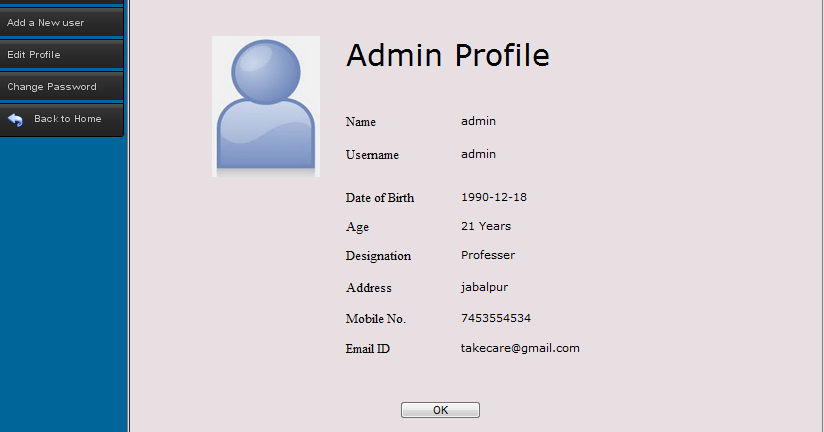 Add a New user
Edit Profile
Change Password
Back to Home
Admin Profile
Name admin
Username admin
Date of Birth 1990-12-18
Age 21 Years
Designation Professer
Address jabalpur
Mobile No. 7453554534
Email ID takecare@gmail.com
OK